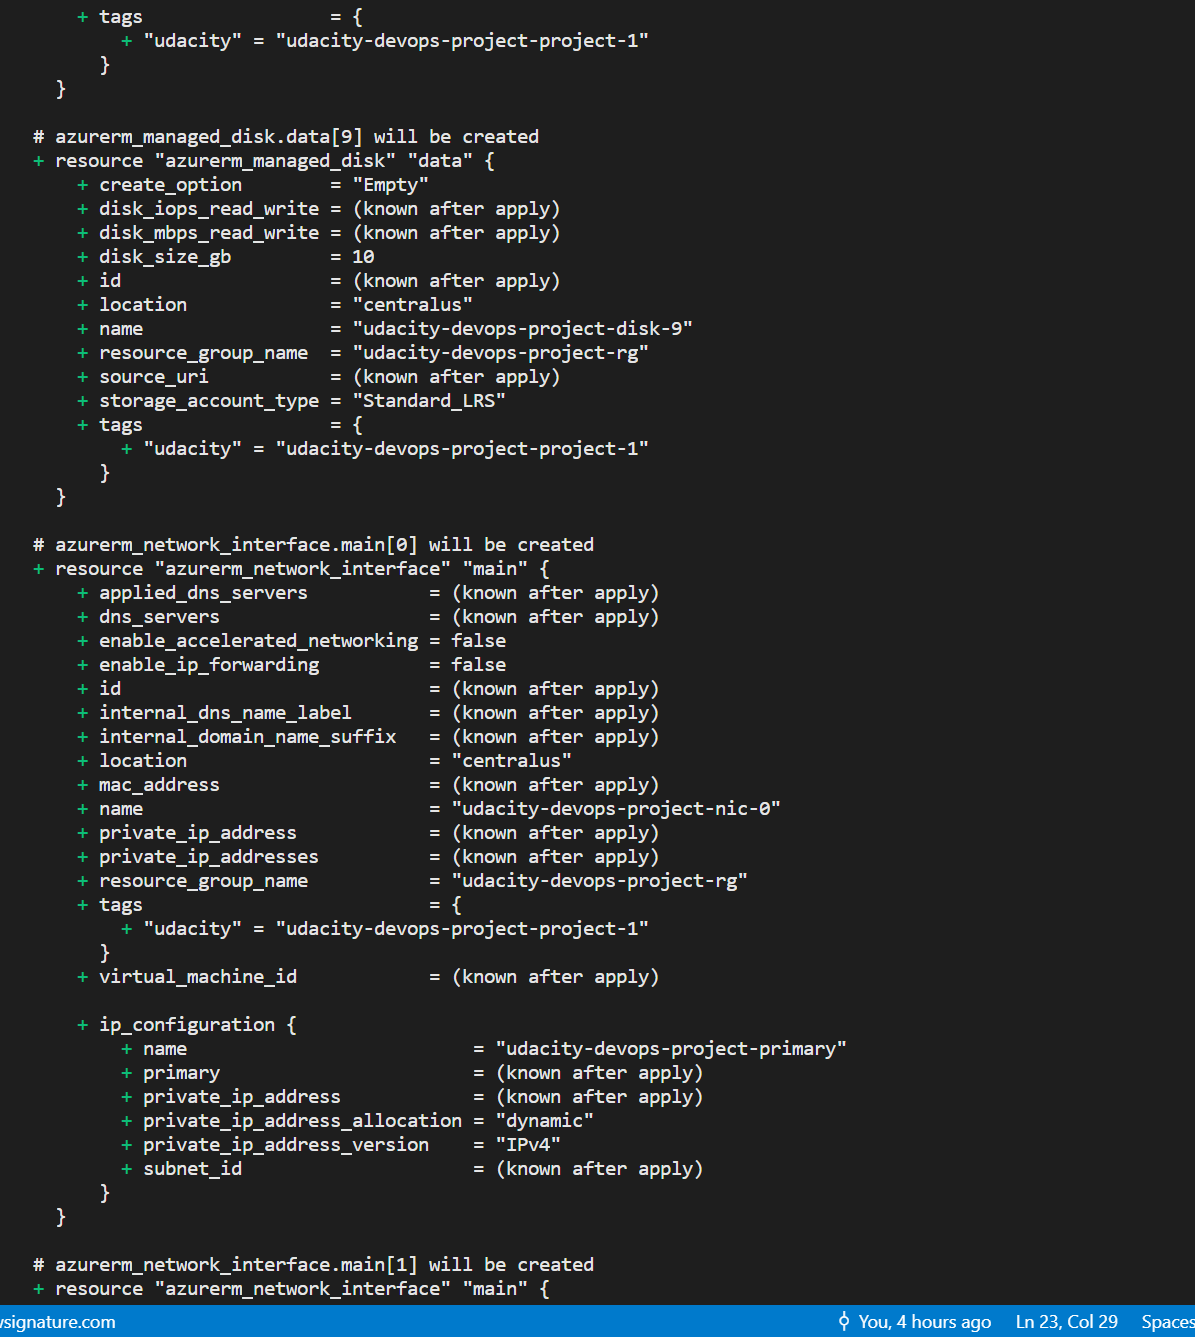 + tags                 = {
+ "udacity" = "udacity-devops-project-project-1"
}
}
# azurerm_managed_disk.data[9] will be created
+ resource "azurerm_managed_disk" "data" {
+ create_option        = "Empty"
+ disk_iops_read_write = (known after apply)
+ disk_mbps_read_write = (known after apply)
+ disk_size_gb         = 10
+ id                   = (known after apply)
+ location             = "centralus"
+ name                 = "udacity-devops-project-disk-9"
+ resource_group_name  = "udacity-devops-project-rg"
+ source_uri           = (known after apply)
+ storage_account_type = "Standard_LRS"
+ tags                 = {
+ "udacity" = "udacity-devops-project-project-1"
}
}
# azurerm_network_interface.main[0] will be created
+ resource "azurerm_network_interface" "main" {
+ applied_dns_servers           = (known after apply)
+ dns_servers                   = (known after apply)
+ enable_accelerated_networking = false
+ enable_ip_forwarding          = false
+ id                            = (known after apply)
+ internal_dns_name_label       = (known after apply)
+ internal_domain_name_suffix   = (known after apply)
+ location                      = "centralus"
+ mac_address                   = (known after apply)
+ name                          = "udacity-devops-project-nic-0"
+ private_ip_address            = (known after apply)
+ private_ip_addresses          = (known after apply)
+ resource_group_name           = "udacity-devops-project-rg"
+ tags                          = {
+ "udacity" = "udacity-devops-project-project-1"
}
+ virtual_machine_id            = (known after apply)
+ ip_configuration {
+ name                          = "udacity-devops-project-primary"
+ primary                       = (known after apply)
+ private_ip_address            = (known after apply)
+ private_ip_address_allocation = "dynamic"
+ private_ip_address_version    = "IPv4"
+ subnet_id                     = (known after apply)
}
}
# azurerm_network_interface.main[1] will be created
+ resource "azurerm_network_interface" "main" {
signature.com You, 4 hours ago Ln 23, Col 29 Spaces